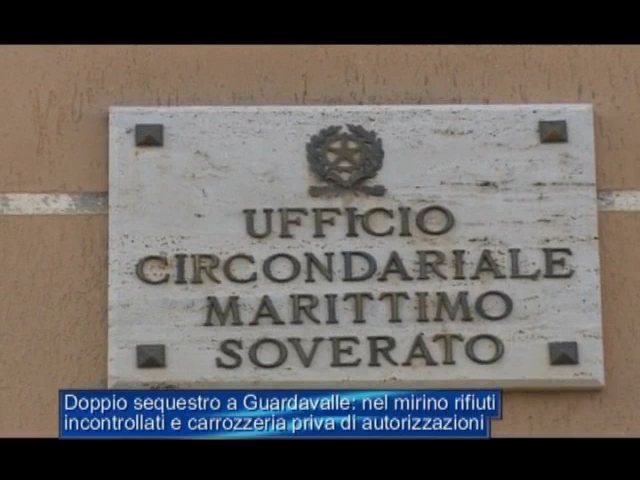 UFFICIO
CIRCONDARIALE
MARITTIMO
SOVERATO
Doppio sequestro a Guardavalle: nel mirino rifiuti
incontrollati e carrozzeria priva di autorizzazioni